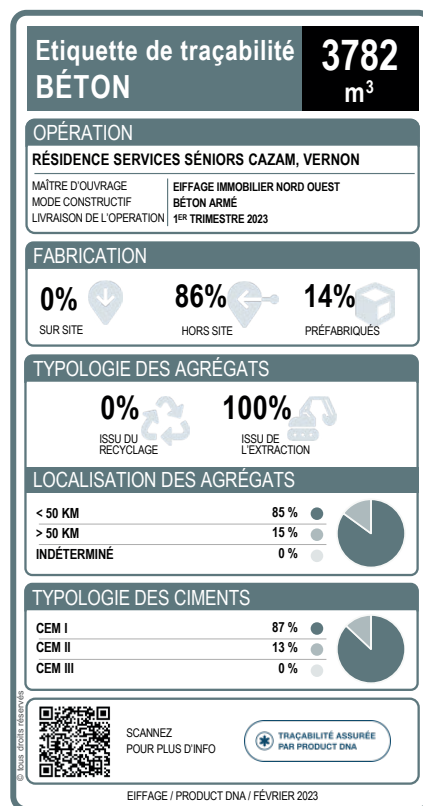 Etiquette de traçabilité
BÉTON
3782
m³
OPÉRATION
RÉSIDENCE SERVICES SÉNIORS CAZAM, VERNON
MAÎTRE D'OUVRAGE EIFFAGE IMMOBILIER NORD OUEST
MODE CONSTRUCTIF BÉTON ARMÉ
LIVRAISON DE L'OPERATION 1ER TRIMESTRE 2023
FABRICATION
0% 86% 14%
SUR SITE HORS SITE PRÉFABRIQUÉS
TYPOLOGIE DES AGRÉGATS
0% 100%
ISSU DU
RECYCLAGE
ISSU DE
L'EXTRACTION
LOCALISATION DES AGRÉGATS
< 50 KM 85 %
> 50 KM 15 %
INDÉTERMINÉ 0 %
TYPOLOGIE DES CIMENTS
CEM I 87 %
CEM II 13 %
CEM III 0 %
© tous droits réservés
SCANNEZ
POUR PLUS D'INFO
TRAÇABILITÉ ASSURÉE
PAR PRODUCT DNA
EIFFAGE / PRODUCT DNA / FÉVRIER 2023